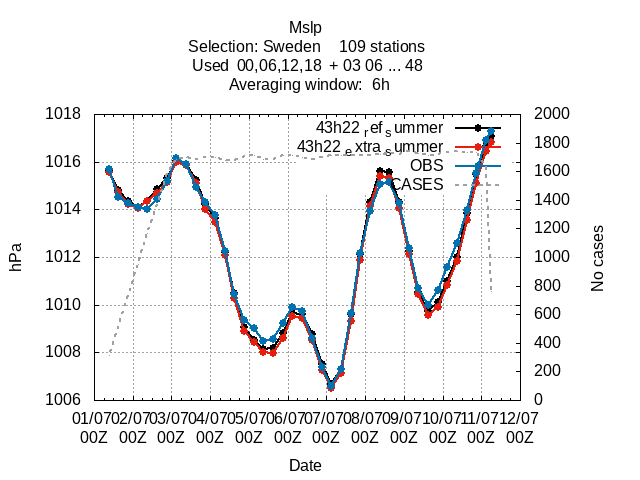 Mslp
Selection: Sweden 109 stations
Used 00,06,12,18 + 03 06 ... 48
Averaging window: 6h
1018
1016
1014
1012
1010
1008
1006
hPa
2000
1800
1600
1400
1200
1000
800
600
400
200
0
No cases
43h22_ref_summer
43h22_extra_summer
OBS
CASES
01/07 02/07 03/07 04/07 05/07 06/07 07/07 08/07 09/07 10/07 11/07 12/07
00Z 00Z 00Z 00Z 00Z 00Z 00Z 00Z 00Z 00Z 00Z 00Z
Date